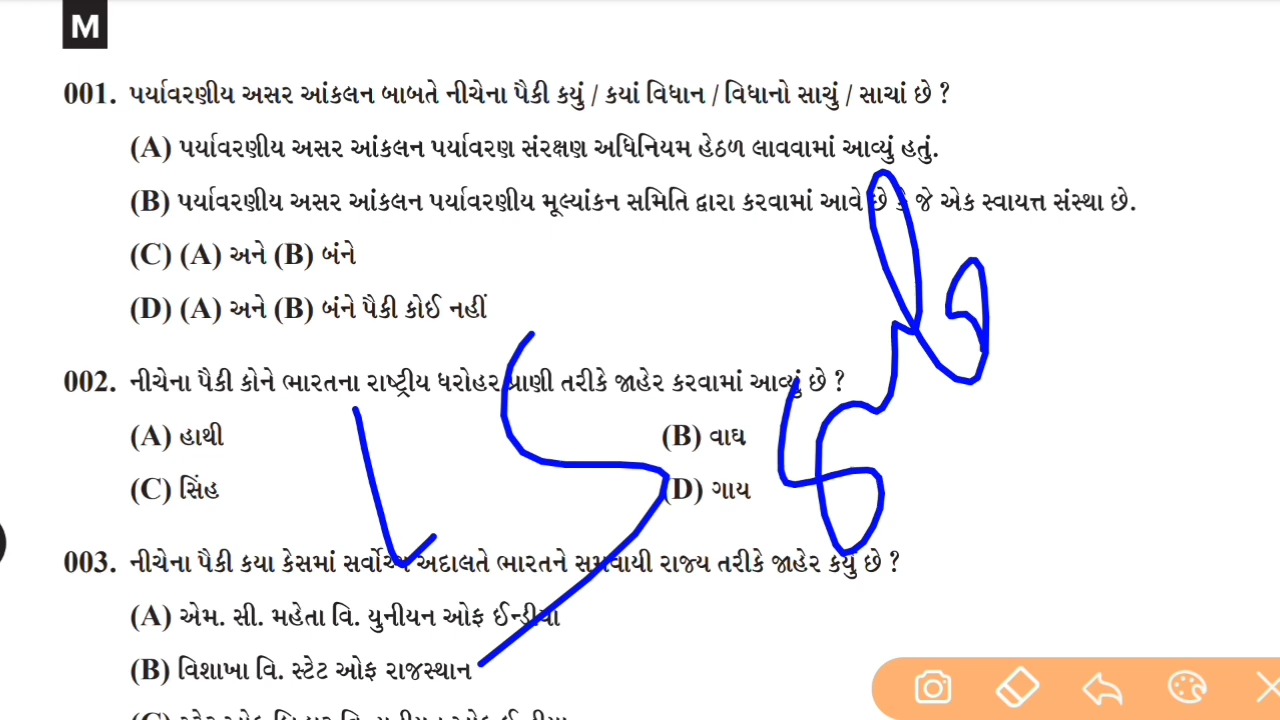 M
001. પર્યાવરણીય અસર આંકલન બાબતે નીચેના પૈકી કયું / કયાં વિધાન / વિધાનો સાચું / સાચાં છે ?
(A) પર્યાવરણીય અસર આંકલન પર્યાવરણ સંરક્ષણ અધિનિયમ હેઠળ લાવવામાં આવ્યું હતું.
(B) પર્યાવરણીય અસર આંકલન પર્યાવરણીય મૂલ્યાંકન સમિતિ દ્વારા કરવામાં આવે છે કે જે એક સ્વાયત્ત સંસ્થા છે.
(C) (A) અને (B) બંને
(D) (A) અને (B) બંને પૈકી કોઈ નહીં
002. નીચેના પૈકી કોને ભારતના રાષ્ટ્રીય ધરોહર પ્રાણી તરીકે જાહેર કરવામાં આવ્યું છે ?
(A) હાથી (B) વાઘ
(C) સિંહ (D) ગાય
003. નીચેના પૈકી કયા કેસમાં સર્વોચ્ચ અદાલતે ભારતને સમવાયી રાજ્ય તરીકે જાહેર કર્યું છે ?
(A) એમ. સી. મહેતા વિ. યુનીયન ઓફ ઈન્ડીયા
(B) વિશાખા વિ. સ્ટેટ ઓફ રાજસ્થાન